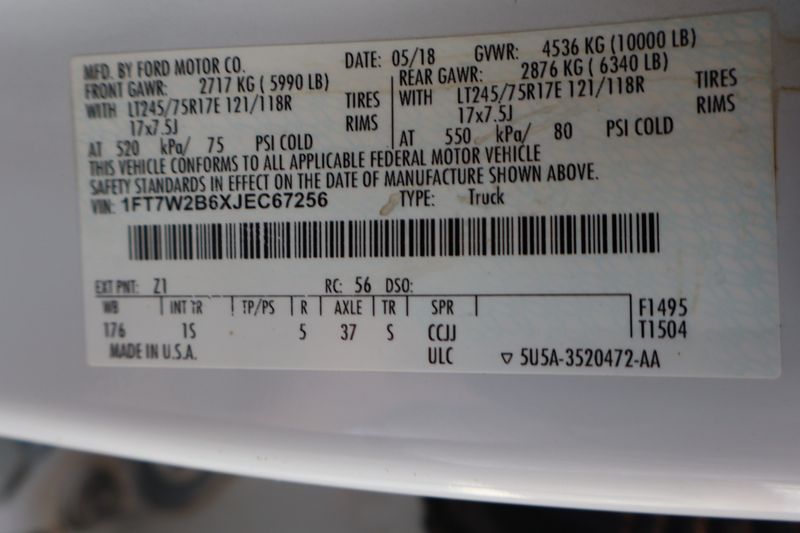 MFD. BY FORD MOTOR CO. DATE: 05/18 GVWR: 4536 KG (10000 LB)
FRONT GAWR: 2717 KG ( 5990 LB) REAR GAWR: 2876 KG ( 6340 LB)
WITH LT245/75R17E 121/118R TIRES WITH LT245/75R17E 121/118R TIRES
17x7.5J RIMS 17x7.5J RIMS
AT 520 kPa/ 75 PSI COLD AT 550 kPa/ 80 PSI COLD
THIS VEHICLE CONFORMS TO ALL APPLICABLE FEDERAL MOTOR VEHICLE
SAFETY STANDARDS IN EFFECT ON THE DATE OF MANUFACTURE SHOWN ABOVE.
VIN: 1FT7W2B6XJEC67256 TYPE: Truck
EXT PNT: Z1 RC: 56 DSO:
WB INT TR TP/PS R AXLE TR SPR F1495
176 1S 5 37 S CCJJ T1504
MADE IN U.S.A. ULC ▽ 5U5A-3520472-AA